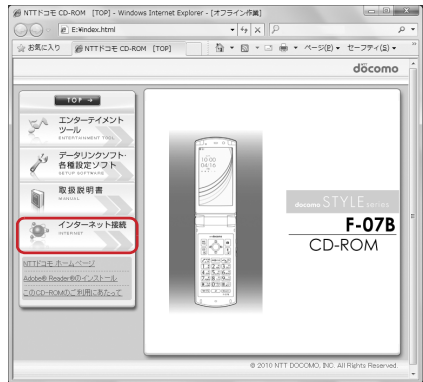 NTTドコモ CD-ROM [TOP] - Windows Internet Explorer - [オフライン作業]
E:¥index.html
お気に入り
NTTドコモ CD-ROM [TOP]
ページ(P)
セーフティ(S)
döcomo
TOP →
エンターテイメント
ツール
ENTERTAINMENT TOOL
データリンクソフト・
各種設定ソフト
SETUP SOFTWARE
取扱説明書
MANUAL
インターネット接続
INTERNET
NTTドコモ ホームページ
Adobe® Reader®のインストール
このCD-ROMのご利用にあたって
10:00
04/16
docomo STYLE series
F-07B
CD-ROM
© 2010 NTT DOCOMO, INC. All Rights Reserved.